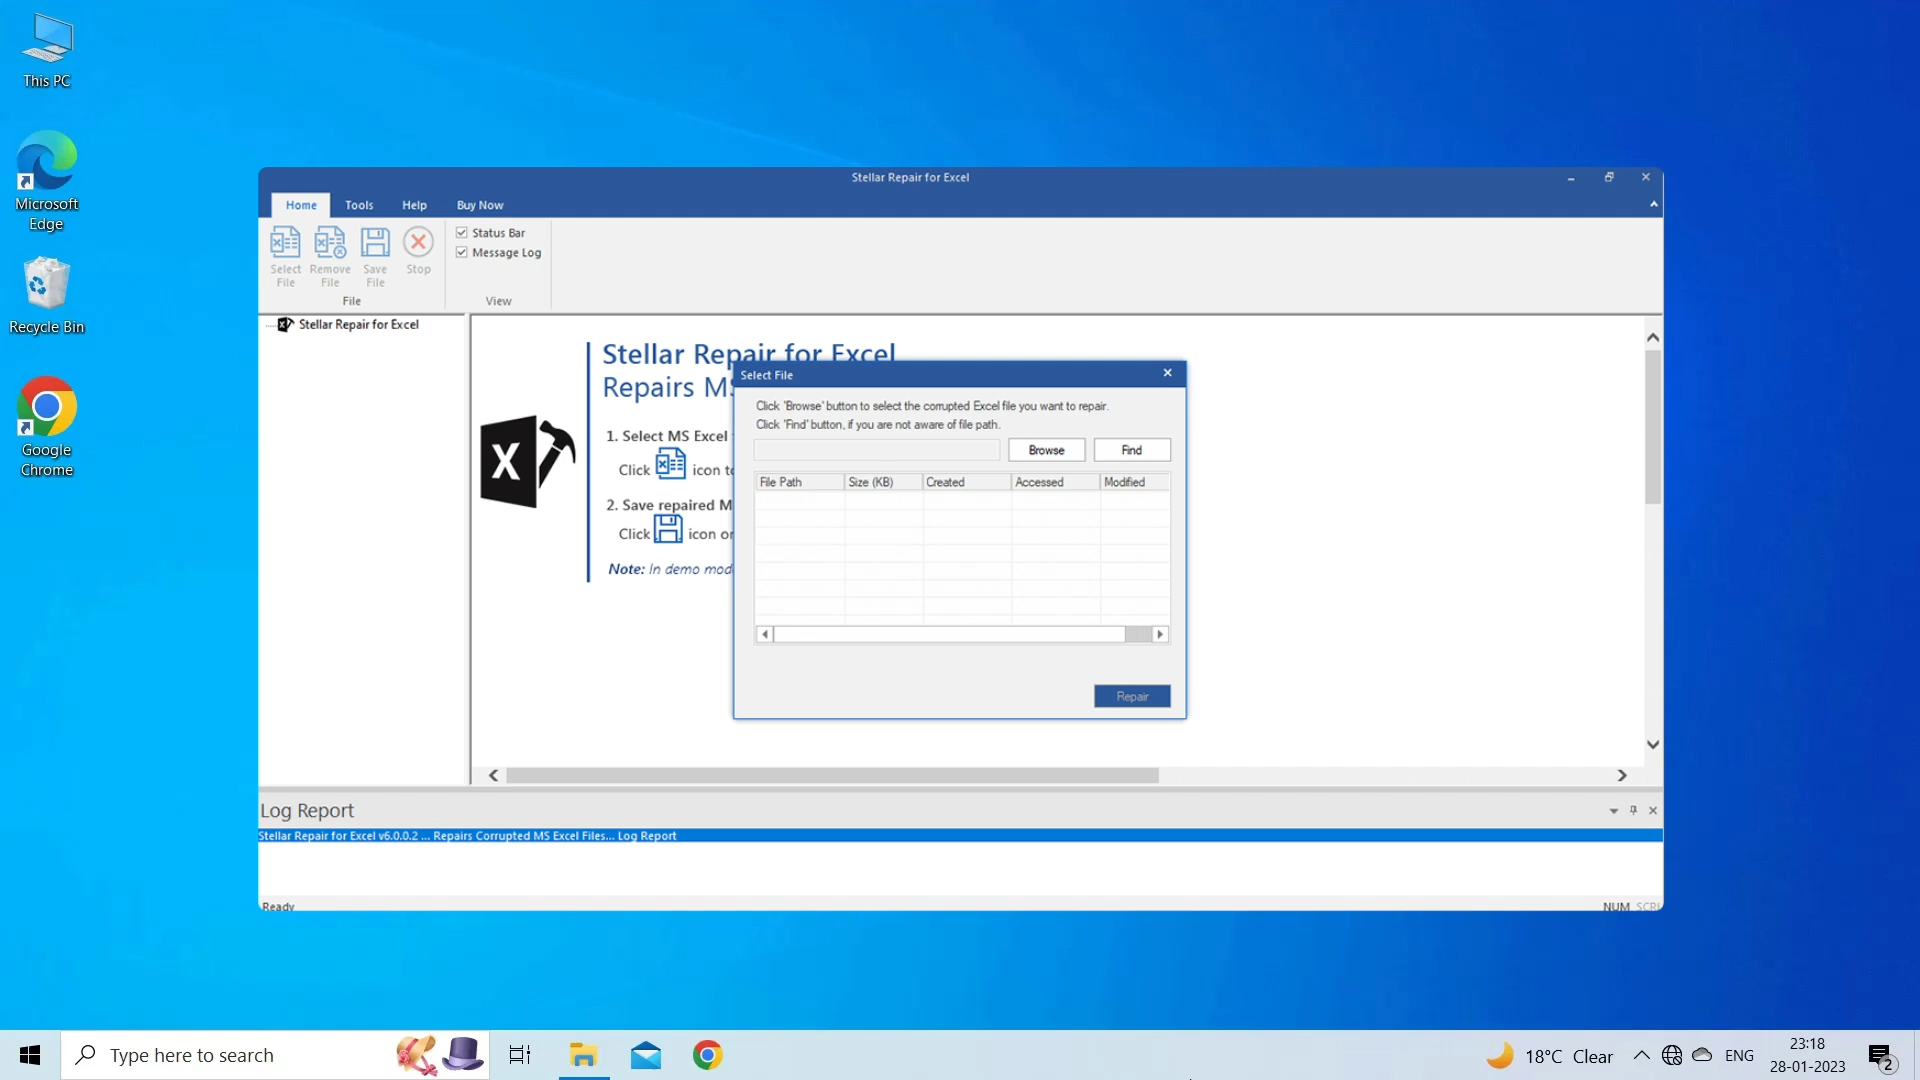 This PC
Microsoft
Edge
Recycle Bin
Google
Chrome
Stellar Repair for Excel
Home
Tools
Help
Buy Now
Select
File
Remove
File
Save
File
Stop
File
Status Bar
Message Log
View
Stellar Repair for Excel
Stellar Repair for Excel
Repairs MS
1. Select MS Excel
Click icon to
2. Save repaired M
Click icon or
Note: In demo mod
Select File
Click 'Browse' button to select the corrupted Excel file you want to repair.
Click 'Find' button, if you are not aware of file path.
Browse
Find
File Path
Size (KB)
Created
Accessed
Modified
Repair
Log Report
Stellar Repair for Excel v6.0.0.2 ... Repairs Corrupted MS Excel Files... Log Report
Ready
NUM
SCRL
Type here to search
18°C Clear
ENG
23:18
28-01-2023
2